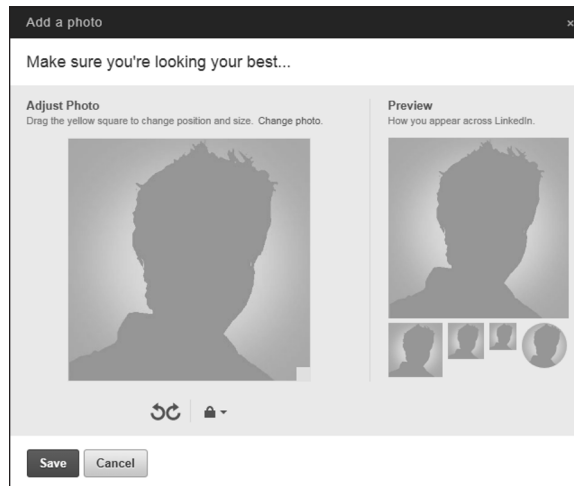 Add a photo ×
Make sure you're looking your best...
Adjust Photo
Drag the yellow square to change position and size. Change photo.
Preview
How you appear across LinkedIn.
Save Cancel